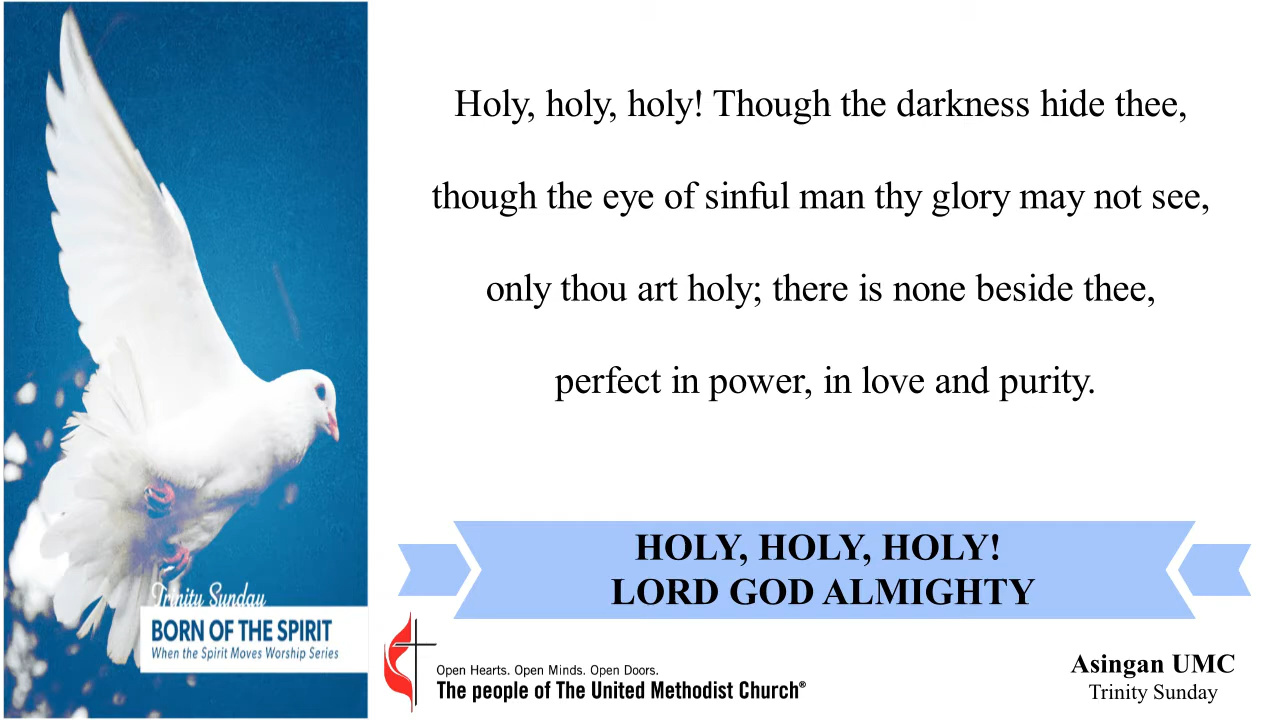 Holy, holy, holy! Though the darkness hide thee,
though the eye of sinful man thy glory may not see,
only thou art holy; there is none beside thee,
perfect in power, in love and purity.
HOLY, HOLY, HOLY!
LORD GOD ALMIGHTY
Trinity Sunday
BORN OF THE SPIRIT
When the Spirit Moves Worship Series
Open Hearts. Open Minds. Open Doors.
The people of The United Methodist Church®
Asingan UMC
Trinity Sunday